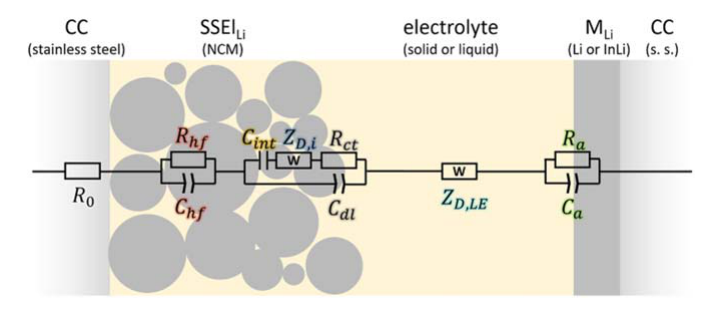 CC SSEl_Li electrolyte M_Li CC
(stainless steel) (NCM) (solid or liquid) (Li or InLi) (s. s.)
R_hf C_int Z_D,i R_ct R_a
W
W
R_0 C_hf C_dl Z_D,LE C_a